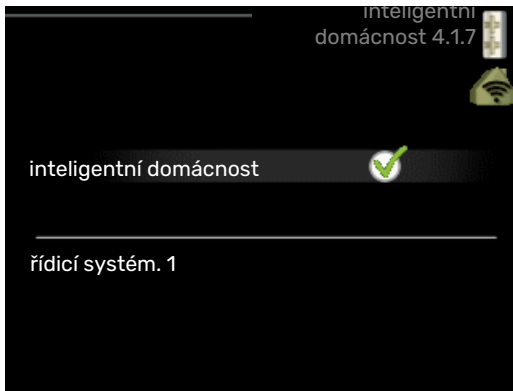 inteligentní
domácnost 4.1.7
inteligentní domácnost
řídicí systém. 1